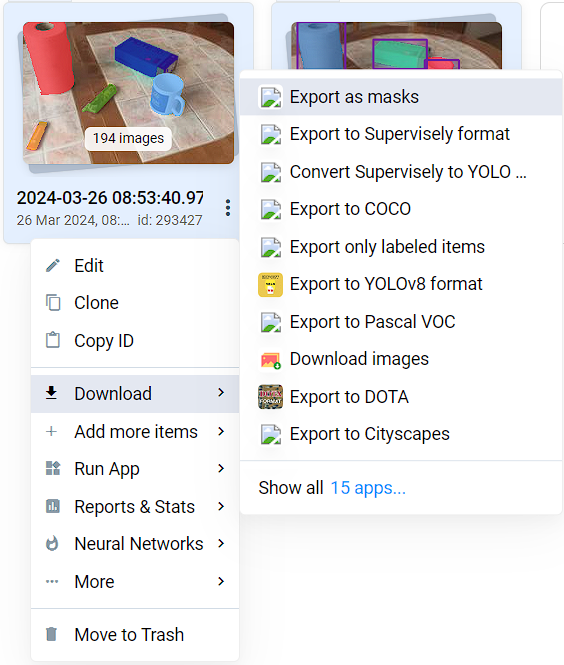 194 images
2024-03-26 08:53:40.97
26 Mar 2024, 08:... id: 293427
Edit
Clone
Copy ID
Download
Add more items
Run App
Reports & Stats
Neural Networks
More
Move to Trash
Export as masks
Export to Supervisely format
Convert Supervisely to YOLO ...
Export to COCO
Export only labeled items
Export to YOLOv8 format
Export to Pascal VOC
Download images
Export to DOTA
Export to Cityscapes
Show all 15 apps...